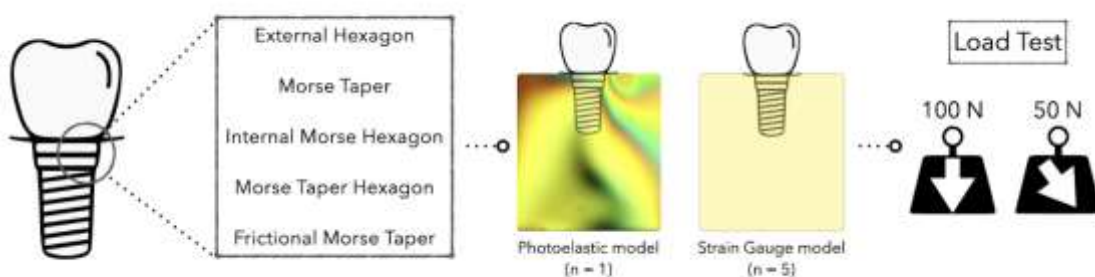 External Hexagon
Morse Taper
Internal Morse Hexagon
Morse Taper Hexagon
Frictional Morse Taper
Photoelastic model
(n = 1)
Strain Gauge model
(n = 5)
Load Test
100 N
50 N